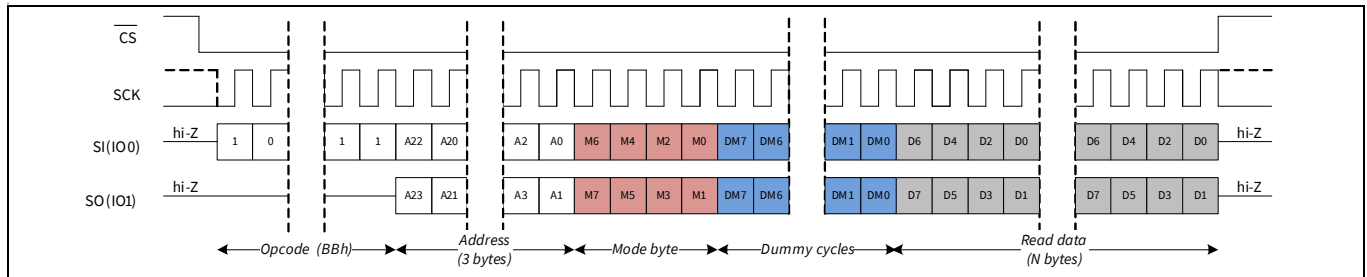 CS
SCK
hi-Z 1 0 1 1 A22 A20 A2 A0 M6 M4 M2 M0 DM7 DM6 DM1 DM0 D6 D4 D2 D0 D6 D4 D2 D0 hi-Z
SI(IO0)
hi-Z A23 A21 A3 A1 M7 M5 M3 M1 DM7 DM6 DM1 DM0 D7 D5 D3 D1 D7 D5 D3 D1 hi-Z
SO(IO1)
Opcode (BBh) Address Mode byte Dummy cycles Read data
(3 bytes) (N bytes)